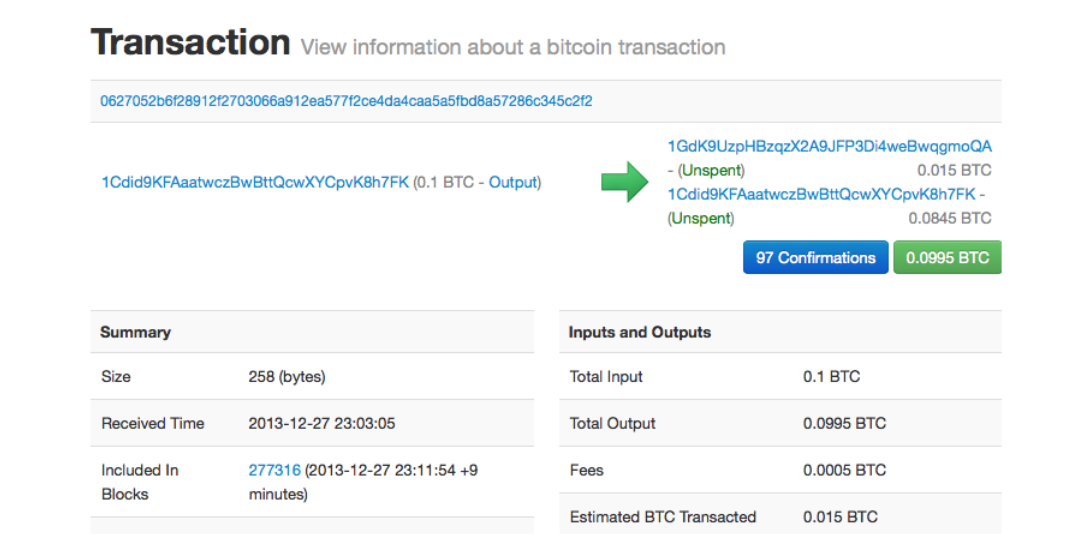 Transaction View information about a bitcoin transaction
0627052b6f28912f2703066a912ea577f2ce4da4caa5a5fbd8a57286c345c2f2
1Cdid9KFAaatwczBwBttQcwXYCpvK8h7FK (0.1 BTC - Output)
1GdK9UzpHBzqzX2A9JFP3Di4weBwqgmoQA
- (Unspent) 0.015 BTC
1Cdid9KFAaatwczBwBttQcwXYCpvK8h7FK -
(Unspent) 0.0845 BTC
97 Confirmations 0.0995 BTC
Summary
Size 258 (bytes)
Received Time 2013-12-27 23:03:05
Included In 277316 (2013-12-27 23:11:54 +9
Blocks minutes)
Inputs and Outputs
Total Input 0.1 BTC
Total Output 0.0995 BTC
Fees 0.0005 BTC
Estimated BTC Transacted 0.015 BTC